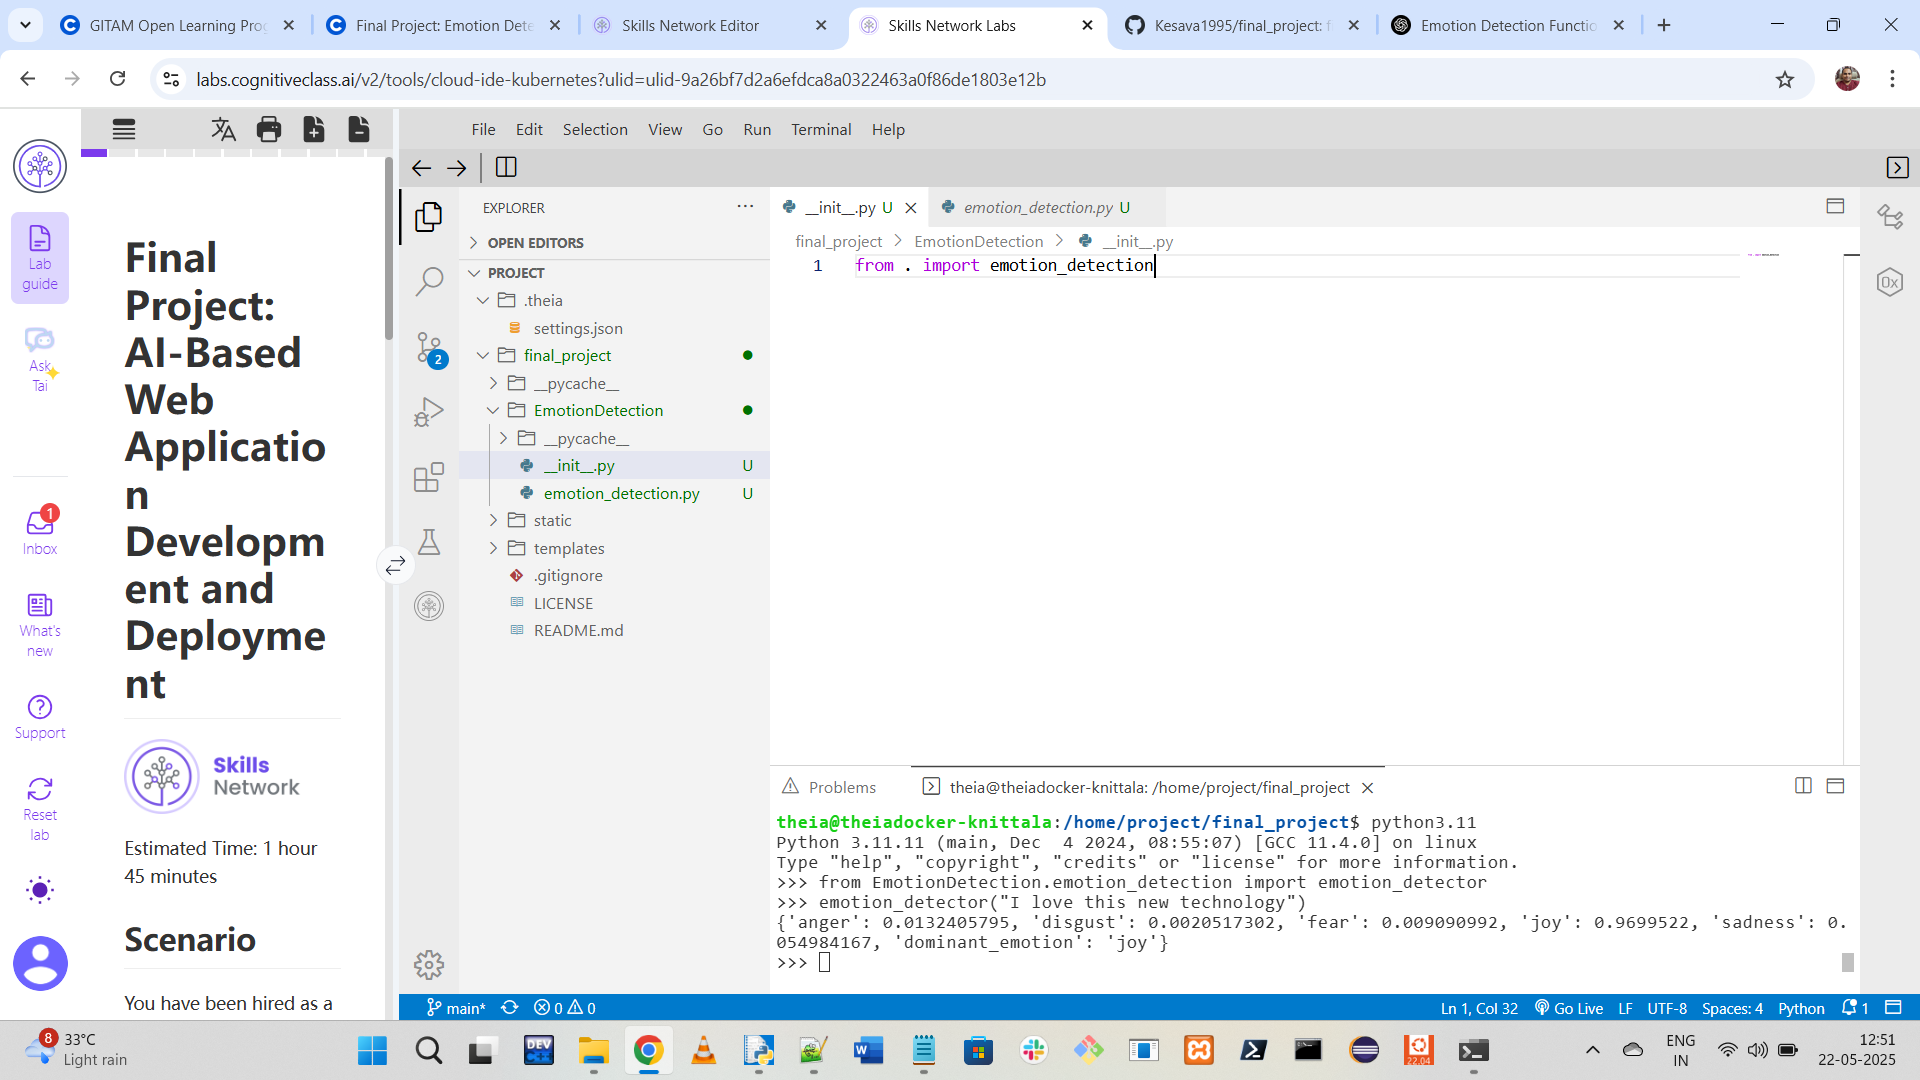 GITAM Open Learning Pro
Final Project: Emotion Dete
Skills Network Editor
Skills Network Labs
Kesava1995/final_project: f
Emotion Detection Functio
labs.cognitiveclass.ai/v2/tools/cloud-ide-kubernetes?ulid=ulid-9a26bf7d2a6efdca8a0322463a0f86de1803e12b
Lab
guide
Ask
Tai
1
Inbox
What's
new
Support
Reset
lab
Final
Project:
AI-Based
Web
Applicatio
n
Developm
ent and
Deployme
nt
Skills
Network
Estimated Time: 1 hour
45 minutes
Scenario
You have been hired as a
File Edit Selection View Go Run Terminal Help
EXPLORER
OPEN EDITORS
PROJECT
.theia
settings.json
final_project
__pycache__
EmotionDetection
__pycache__
__init__.py U
emotion_detection.py U
static
templates
.gitignore
LICENSE
README.md
2
__init__.py U
emotion_detection.py U
final_project > EmotionDetection > __init__.py
1 from . import emotion_detection
0x
Problems
theia@theiadocker-knittala: /home/project/final_project
theia@theiadocker-knittala:/home/project/final_project$ python3.11
Python 3.11.11 (main, Dec  4 2024, 08:55:07) [GCC 11.4.0] on linux
Type "help", "copyright", "credits" or "license" for more information.
>>> from EmotionDetection.emotion_detection import emotion_detector
>>> emotion_detector("I love this new technology")
{'anger': 0.0132405795, 'disgust': 0.0020517302, 'fear': 0.009090992, 'joy': 0.9699522, 'sadness': 0.
054984167, 'dominant_emotion': 'joy'}
>>>
main* 0 0
Ln 1, Col 32 Go Live LF UTF-8 Spaces: 4 Python 1
8
33°C
Light rain
DEV
C++
22.04
ENG
IN
12:51
22-05-2025